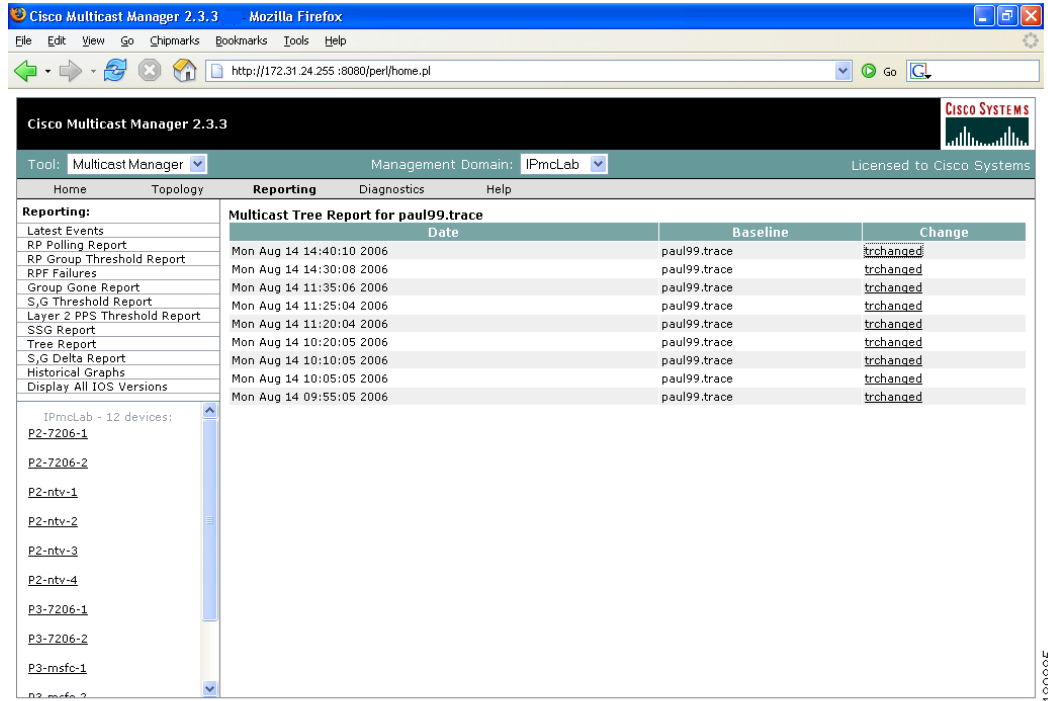 Cisco Multicast Manager 2.3.3 - Mozilla Firefox
File Edit View Go Chipmarks Bookmarks Tools Help
http://172.31.24.255 :8080/perl/home.pl Go G
Cisco Multicast Manager 2.3.3
CISCO SYSTEMS
Tool: Multicast Manager Management Domain: IPmcLab Licensed to Cisco Systems
Home Topology Reporting Diagnostics Help
Reporting:
Latest Events
RP Polling Report
RP Group Threshold Report
RPF Failures
Group Gone Report
S,G Threshold Report
Layer 2 PPS Threshold Report
SSG Report
Tree Report
S,G Delta Report
Historical Graphs
Display All IOS Versions
IPmcLab - 12 devices:
P2-7206-1
P2-7206-2
P2-ntv-1
P2-ntv-2
P2-ntv-3
P2-ntv-4
P3-7206-1
P3-7206-2
P3-msfc-1
Multicast Tree Report for paul99.trace
Date Baseline Change
Mon Aug 14 14:40:10 2006 paul99.trace trchanged
Mon Aug 14 14:30:08 2006 paul99.trace trchanged
Mon Aug 14 11:35:06 2006 paul99.trace trchanged
Mon Aug 14 11:25:04 2006 paul99.trace trchanged
Mon Aug 14 11:20:04 2006 paul99.trace trchanged
Mon Aug 14 10:20:05 2006 paul99.trace trchanged
Mon Aug 14 10:10:05 2006 paul99.trace trchanged
Mon Aug 14 10:05:05 2006 paul99.trace trchanged
Mon Aug 14 09:55:05 2006 paul99.trace trchanged